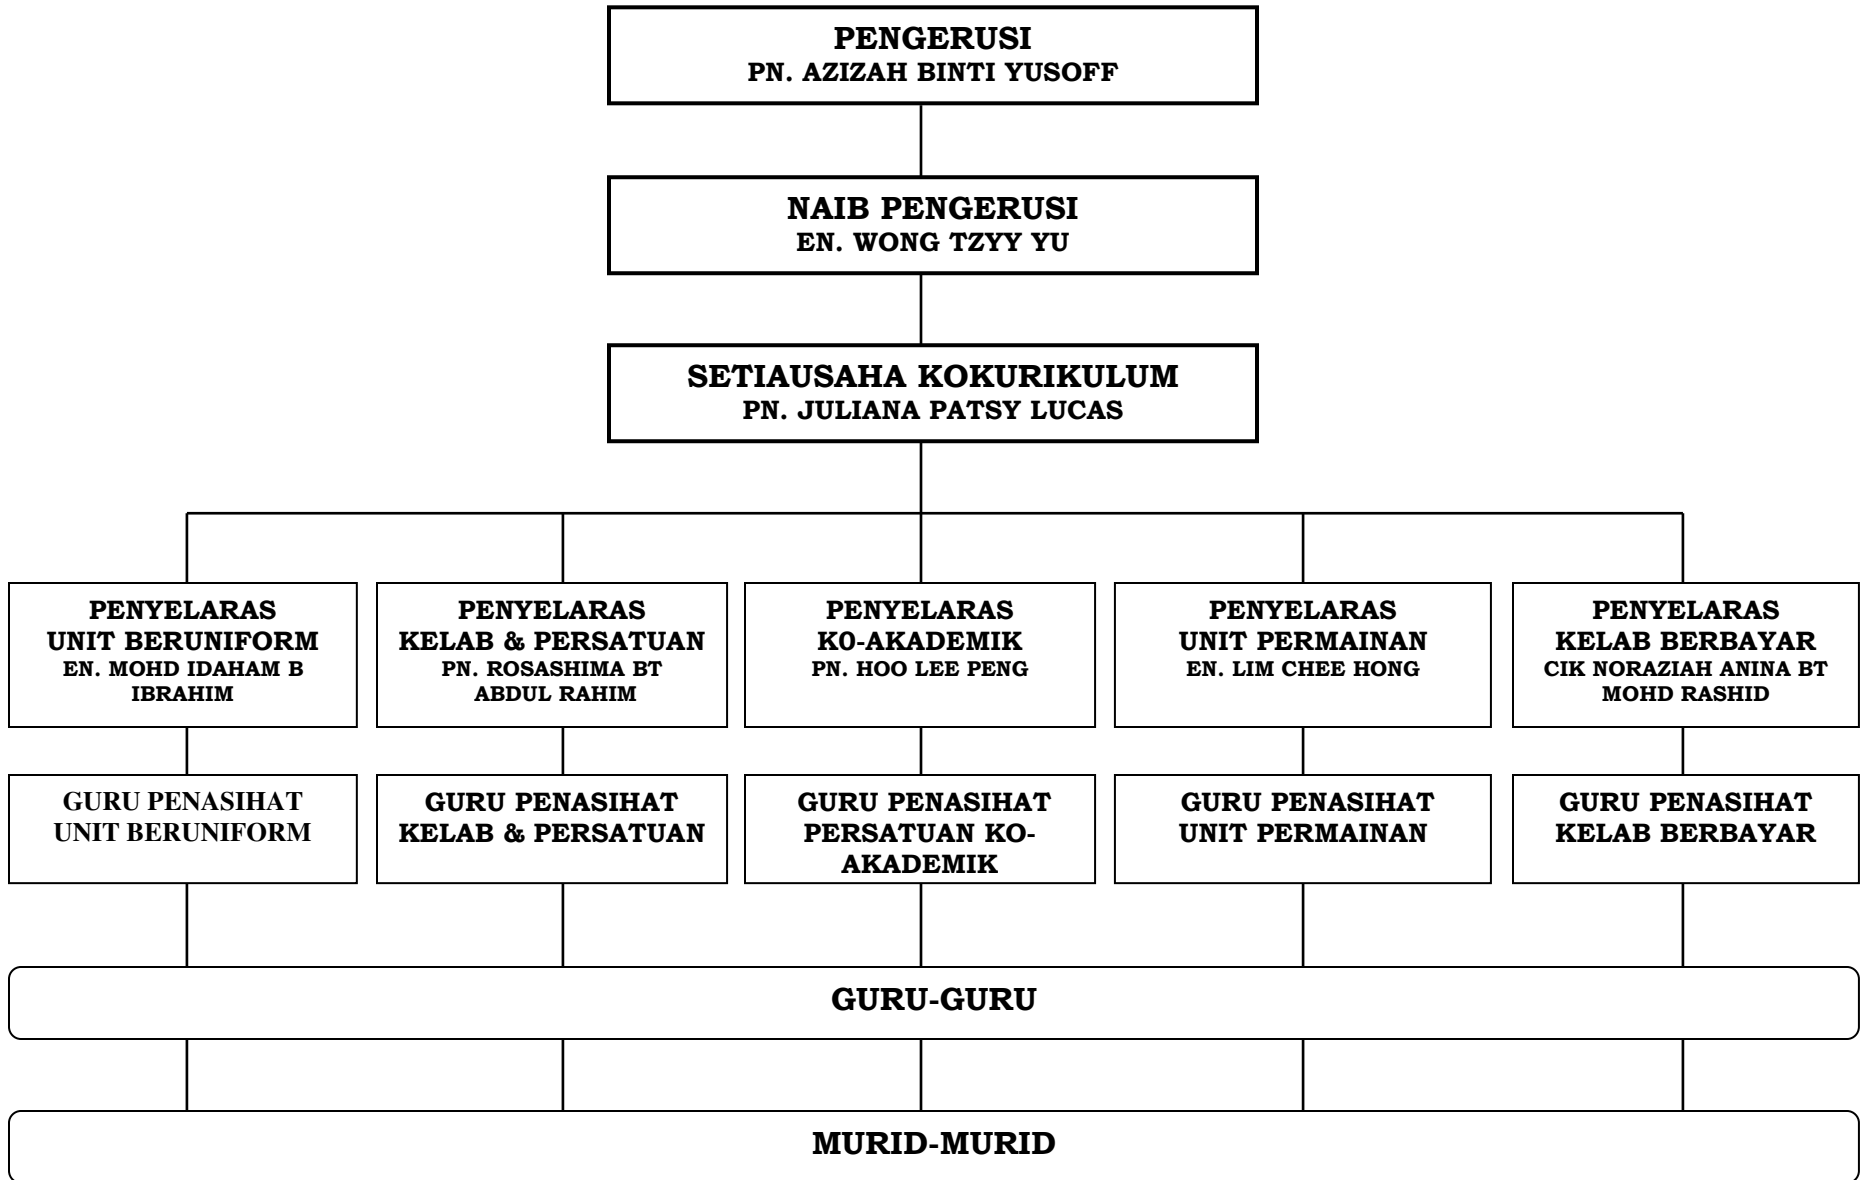 PENGERUSI
PN. AZIZAH BINTI YUSOFF
NAIB PENGERUSI
EN. WONG TZYY YU
SETIAUSAHA KOKURIKULUM
PN. JULIANA PATSY LUCAS
PENYELARAS
UNIT BERUNIFORM
EN. MOHD IDAHAM B
IBRAHIM
PENYELARAS
KELAB & PERSATUAN
PN. ROSASHIMA BT
ABDUL RAHIM
PENYELARAS
K0-AKADEMIK
PN. HOO LEE PENG
PENYELARAS
UNIT PERMAINAN
EN. LIM CHEE HONG
PENYELARAS
KELAB BERBAYAR
CIK NORAZIAH ANINA BT
MOHD RASHID
GURU PENASIHAT
UNIT BERUNIFORM
GURU PENASIHAT
KELAB & PERSATUAN
GURU PENASIHAT
PERSATUAN KO-
AKADEMIK
GURU PENASIHAT
UNIT PERMAINAN
GURU PENASIHAT
KELAB BERBAYAR
GURU-GURU
MURID-MURID